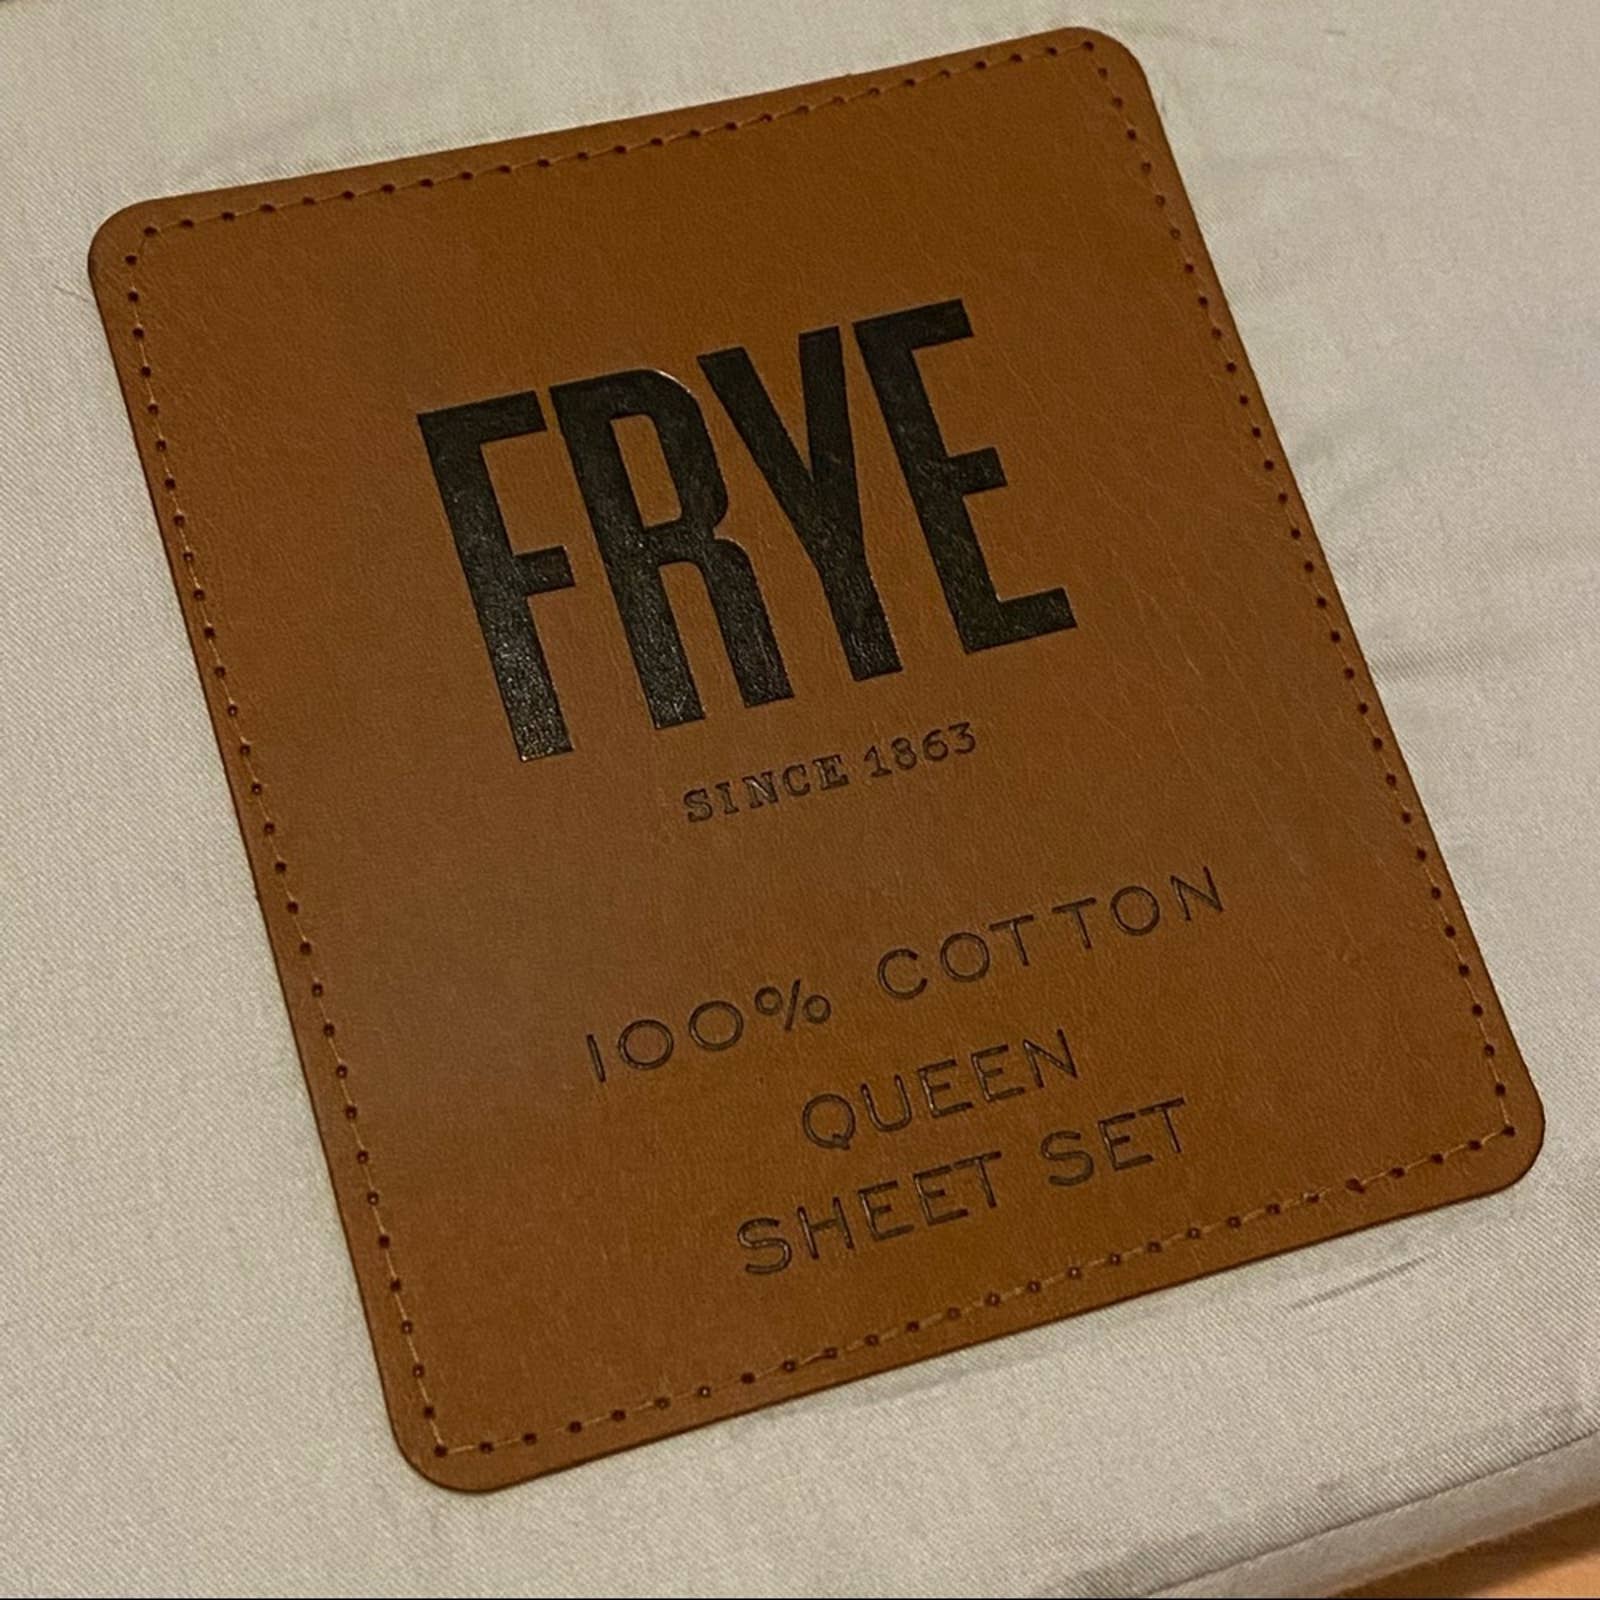 FRYE
SINCE 1863
100% COTTON
QUEEN
SHEET SET